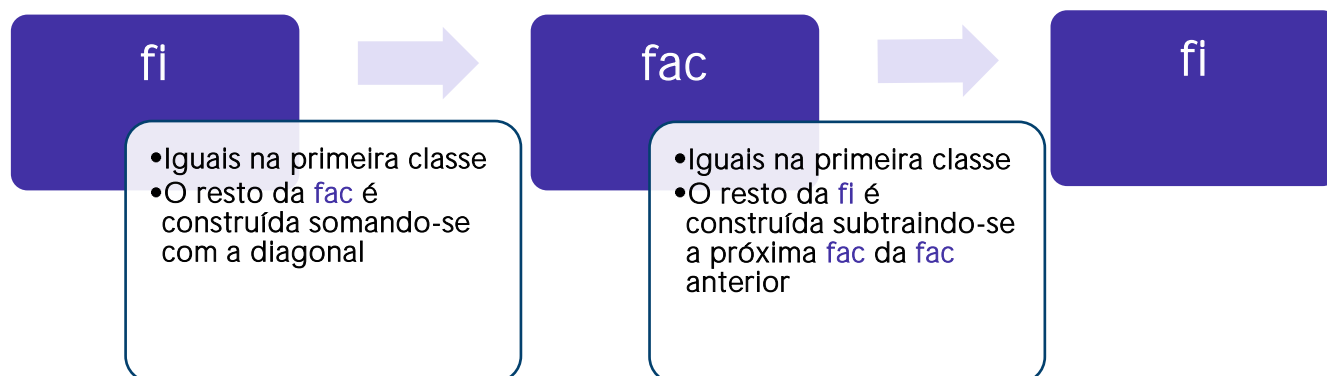 fi
•Iguais na primeira classe
•O resto da fac é
construída somando-se
com a diagonal
fac
•Iguais na primeira classe
•O resto da fi é
construída subtraindo-se
a próxima fac da fac
anterior
fi